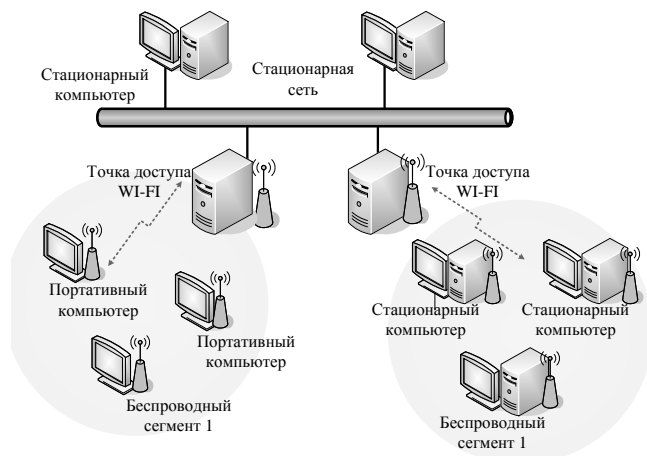 Стационарный
компьютер
Стационарная
сеть
Точка доступа
WI-FI
Точка доступа
WI-FI
Портативный
компьютер
Портативный
компьютер
Беспроводный
сегмент 1
Стационарный
компьютер
Стационарный
компьютер
Беспроводный
сегмент 1